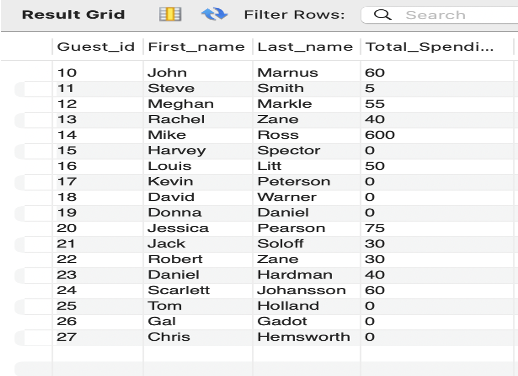 Result Grid Filter Rows: Search
Guest_id First_name Last_name Total_Spendi...
10 John Marnus 60
11 Steve Smith 5
12 Meghan Markle 55
13 Rachel Zane 40
14 Mike Ross 600
15 Harvey Spector 0
16 Louis Litt 50
17 Kevin Peterson 0
18 David Warner 0
19 Donna Daniel 0
20 Jessica Pearson 75
21 Jack Soloff 30
22 Robert Zane 30
23 Daniel Hardman 40
24 Scarlett Johansson 60
25 Tom Holland 0
26 Gal Gadot 0
27 Chris Hemsworth 0